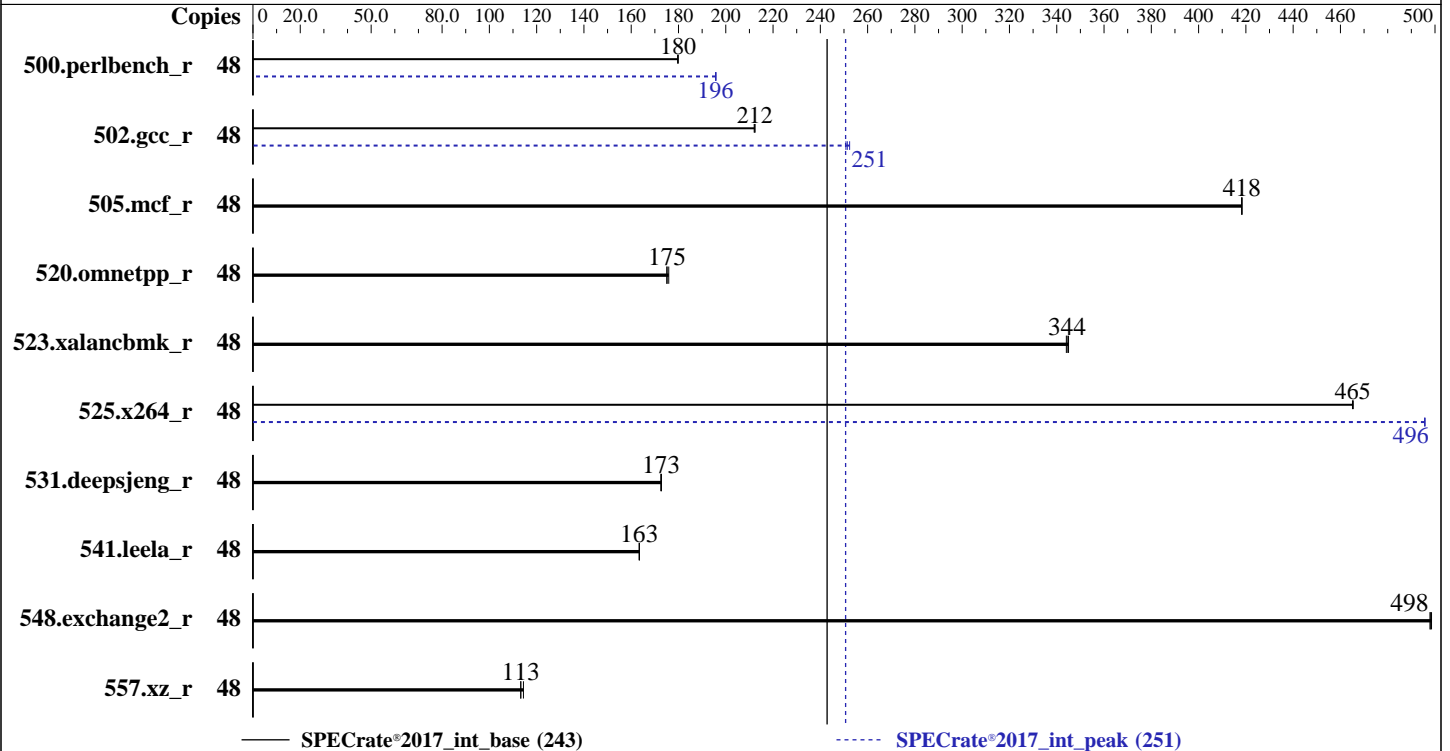 Copies 0 20.0 50.0 80.0 100 120 140 160 180 200 220 240 260 280 300 320 340 360 380 400 420 440 460 500
500.perlbench_r 48 180
196
502.gcc_r 48 212
251
505.mcf_r 48 418
520.omnetpp_r 48 175
523.xalancbmk_r 48 344
525.x264_r 48 465
496
531.deepsjeng_r 48 173
541.leela_r 48 163
548.exchange2_r 48 498
557.xz_r 48 113
SPECrate®2017_int_base (243) SPECrate®2017_int_peak (251)